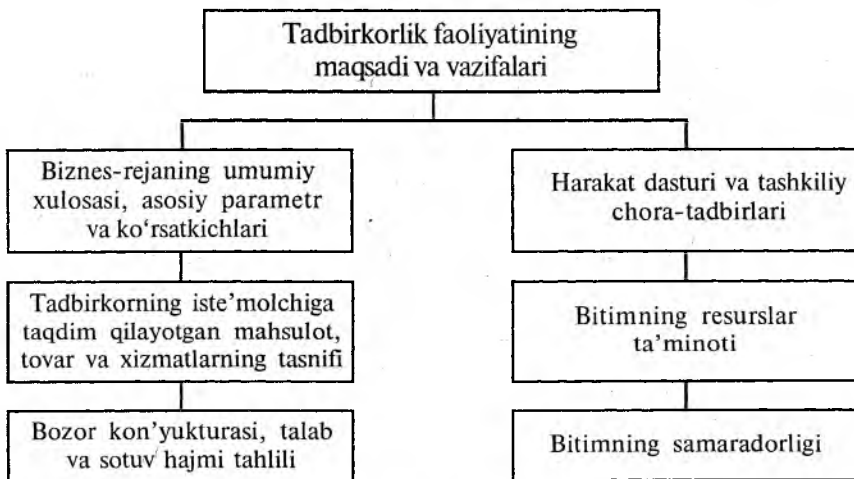 Tadbirkorlik faoliyatining
maqsadi va vazifalari
Biznes-rejaning umumiy
xulosasi, asosiy parametr
va ko‘rsatkichlari
Tadbirkorning iste’molchiga
taqdim qilayotgan mahsulot,
tovar va xizmatlarning tasnifi
Bozor kon’yukturasi, talab
va sotuv hajmi tahlili
Harakat dasturi va tashkiliy
chora-tadbirlari
Bitimning resurslar
ta’minoti
Bitimning samaradorligi